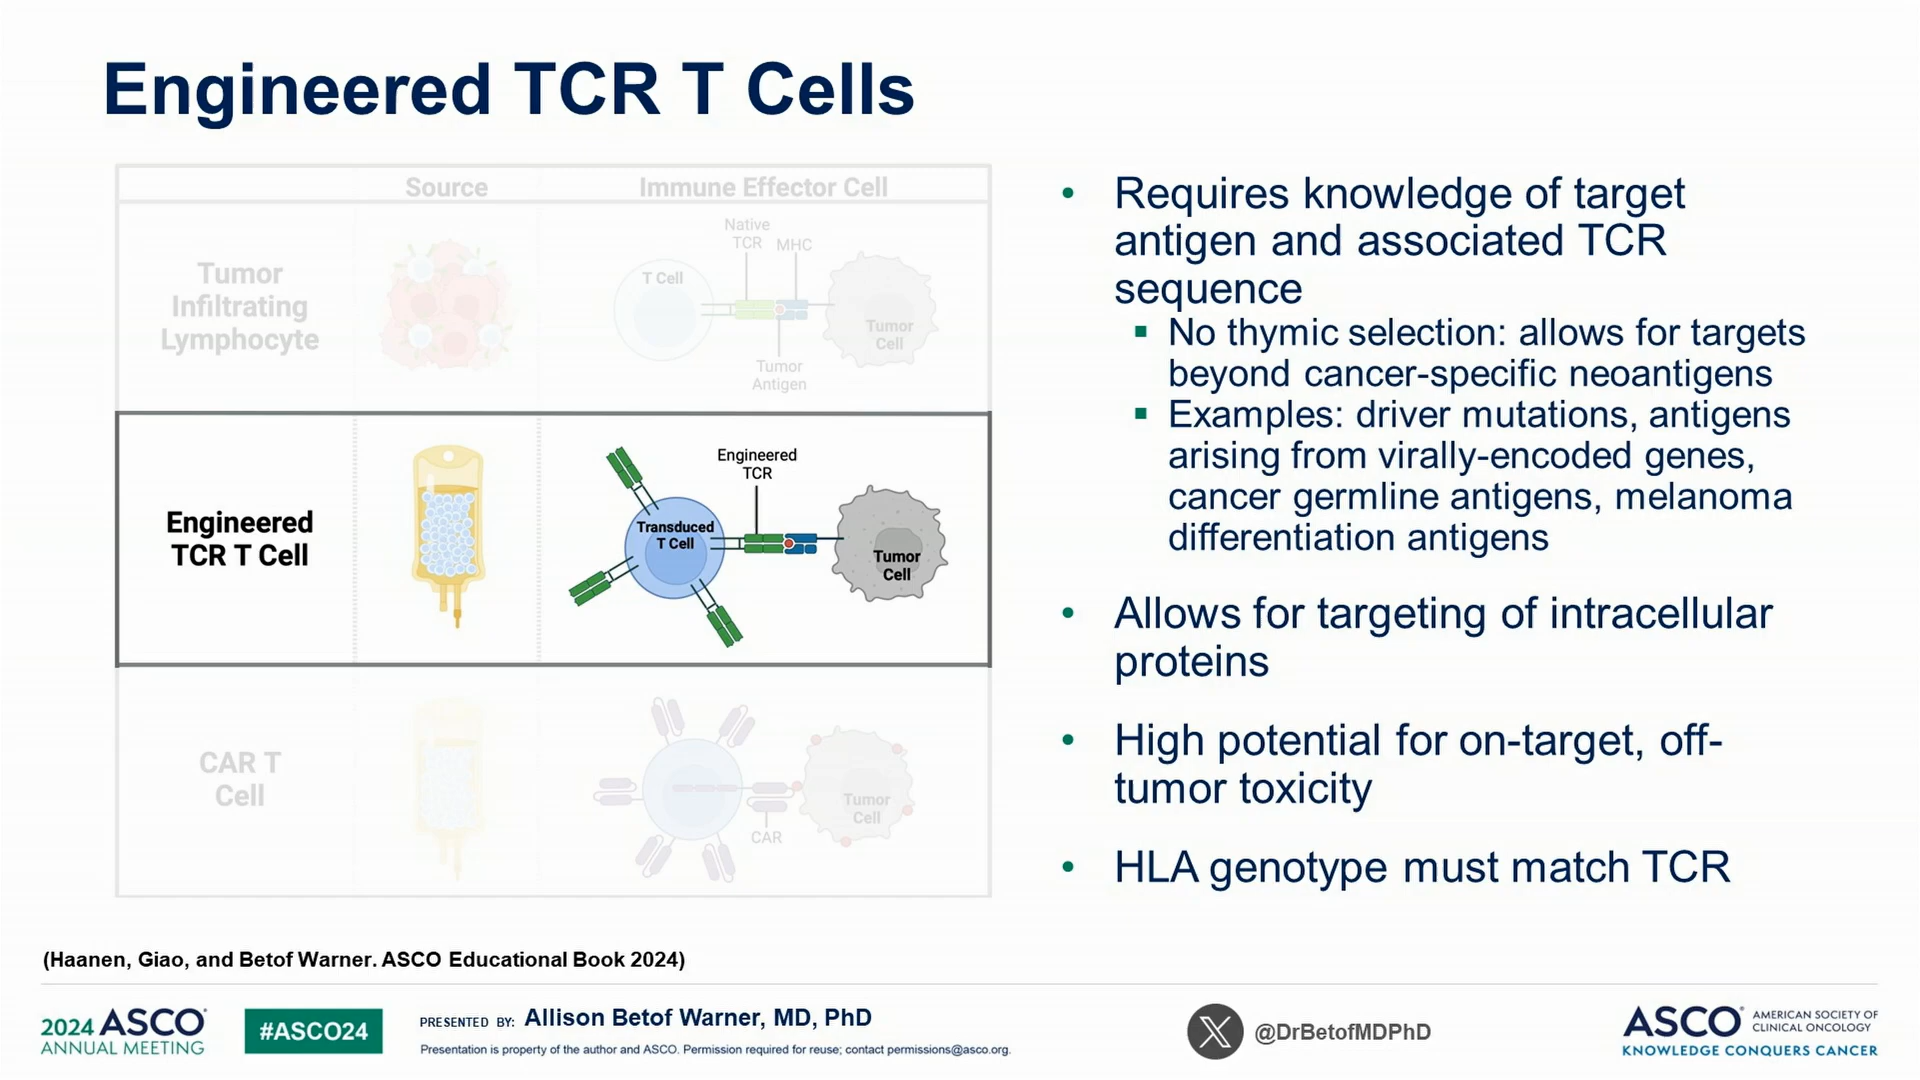 Engineered TCR T Cells
Source
Immune Effector Cell
Tumor
Infiltrating
Lymphocyte
Native
TCR
MHC
T Cell
Tumor
Cell
Tumor
Antigen
Engineered
TCR T Cell
Engineered
TCR
Transduced
T Cell
Tumor
Cell
CAR T
Cell
Tumor
Cell
CAR
• Requires knowledge of target
antigen and associated TCR
sequence
▪ No thymic selection: allows for targets
beyond cancer-specific neoantigens
▪ Examples: driver mutations, antigens
arising from virally-encoded genes,
cancer germline antigens, melanoma
differentiation antigens
• Allows for targeting of intracellular
proteins
• High potential for on-target, off-
tumor toxicity
• HLA genotype must match TCR
(Haanen, Giao, and Betof Warner. ASCO Educational Book 2024)
2024 ASCO
ANNUAL MEETING
#ASCO24
PRESENTED BY: Allison Betof Warner, MD, PhD
Presentation is property of the author and ASCO. Permission required for reuse; contact permissions@asco.org.
@DrBetofMDPhD
ASCO AMERICAN SOCIETY OF
CLINICAL ONCOLOGY
KNOWLEDGE CONQUERS CANCER